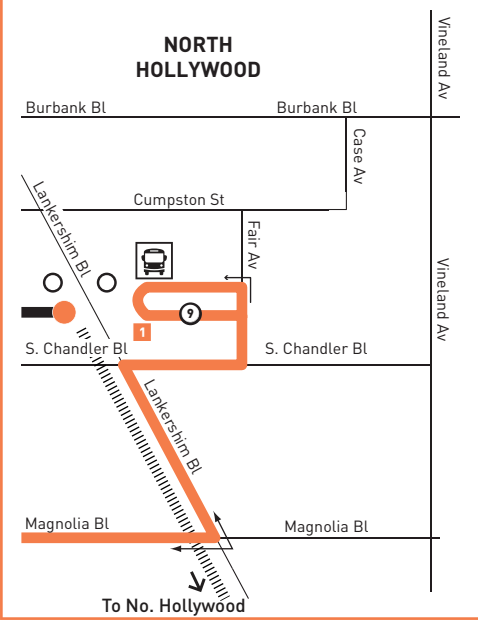 NORTH
HOLLYWOOD
Vineland Av
Burbank Bl
Burbank Bl
Case Av
Lankershim Bl
Cumpston St
Fair Av
Vineland Av
9
1
S. Chandler Bl
S. Chandler Bl
Lankershim Bl
Magnolia Bl
Magnolia Bl
To No. Hollywood